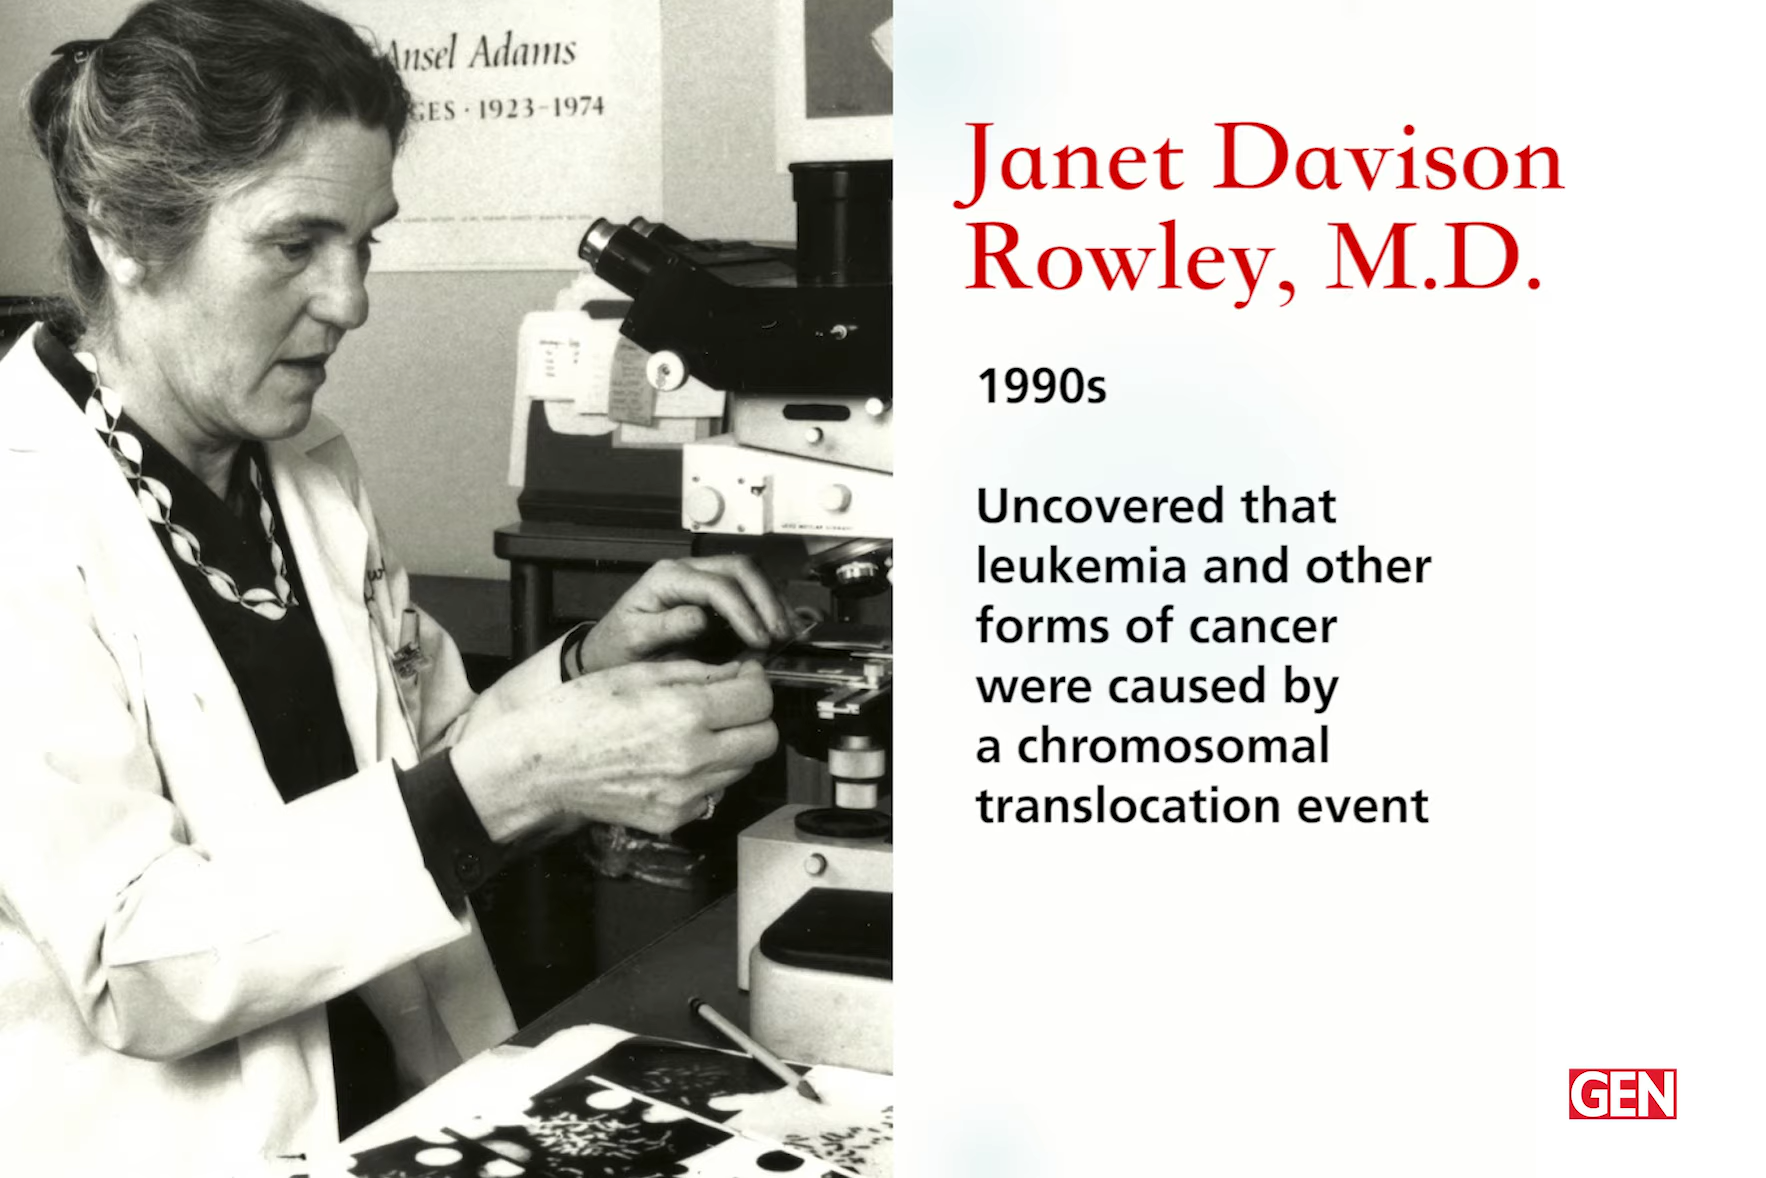 Ansel Adams
GES · 1923–1974
Janet Davison
Rowley, M.D.
1990s
Uncovered that
leukemia and other
forms of cancer
were caused by
a chromosomal
translocation event
GEN